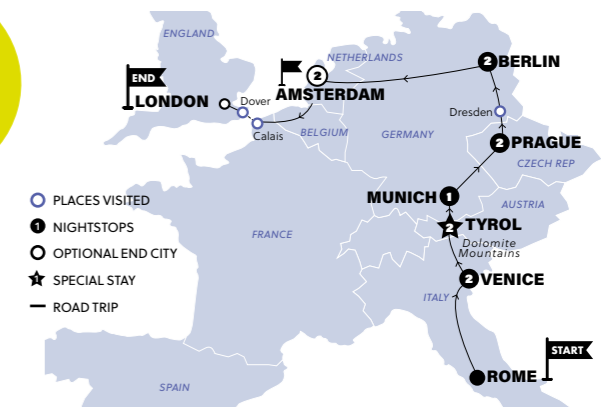 ENGLAND
NETHERLANDS
2 BERLIN
END
2
LONDON
Dover
AMSTERDAM
Calais
BELGIUM
GERMANY
Dresden
2 PRAGUE
CZECH REP
PLACES VISITED
1 NIGHTSTOPS
OPTIONAL END CITY
1 SPECIAL STAY
ROAD TRIP
MUNICH 1
AUSTRIA
2 TYROL
FRANCE
Dolomite
Mountains
2 VENICE
ITALY
START
ROME
SPAIN